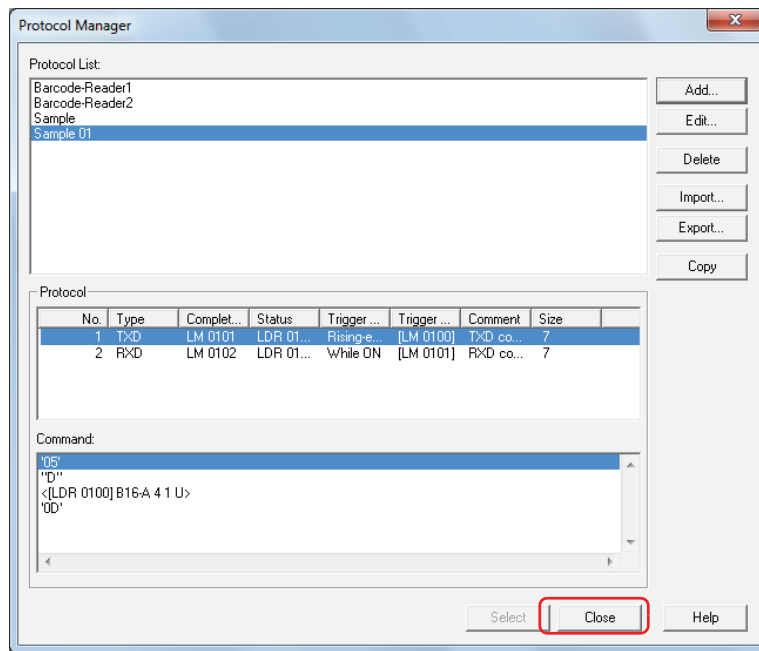 Protocol Manager
x
Protocol List:
Barcode-Reader1
Barcode-Reader2
Sample
Sample 01
Add...
Edit...
Delete
Import...
Export...
Copy
Protocol
No. Type Complet... Status Trigger ... Trigger ... Comment Size
1 TXD LM 0101 LDR 01... Rising-e... [LM 0100] TXD co... 7
2 RXD LM 0102 LDR 01... While ON [LM 0101] RXD co... 7
Command:
'05'
"D"
<[LDR 0100] B16-A 4 1 U>
'0D'
Select Close Help